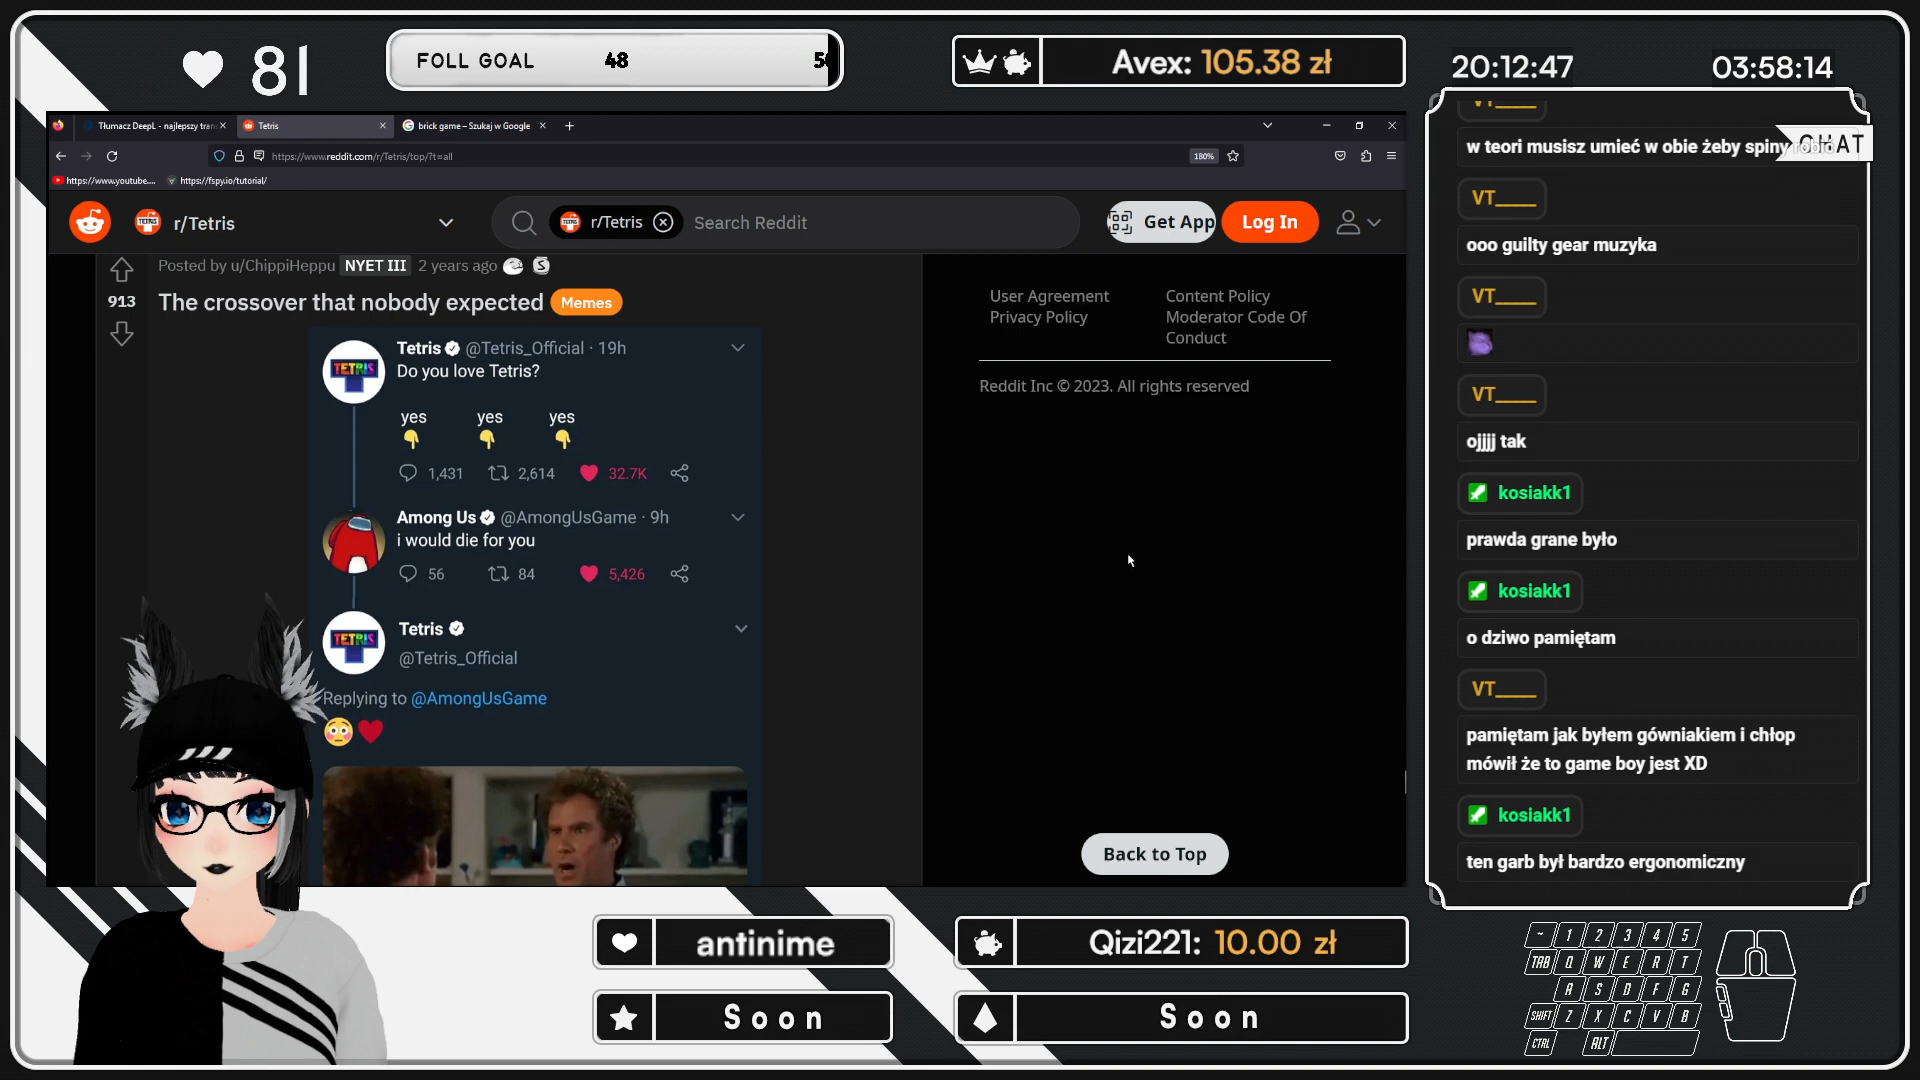 81
FOLL GOAL 48
Avex: 105.38 zł
20:12:47
03:58:14
Tłumacz DeepL - najlepszy tran
Tetris
brick game – Szukaj w Google
https://www.reddit.com/r/Tetris/top/?t=all
180%
https://www.youtube....
https://fspy.io/tutorial/
r/Tetris
r/Tetris
Search Reddit
Get App
Log In
Posted by u/ChippiHeppu NYET III 2 years ago
913
The crossover that nobody expected Memes
TETRIS
Tetris @Tetris_Official · 19h
Do you love Tetris?
yes yes yes
1,431 2,614 32.7K
Among Us @AmongUsGame · 9h
i would die for you
56 84 5,426
TETRIS
Tetris
@Tetris_Official
Replying to @AmongUsGame
User Agreement
Privacy Policy
Content Policy
Moderator Code Of
Conduct
Reddit Inc © 2023. All rights reserved
Back to Top
CHAT
VT_____
w teori musisz umieć w obie żeby spiny robić
VT_____
ooo guilty gear muzyka
VT_____
VT_____
ojjjj tak
kosiakk1
prawda grane było
kosiakk1
o dziwo pamiętam
VT_____
pamiętam jak byłem gówniakiem i chłop
mówił że to game boy jest XD
kosiakk1
ten garb był bardzo ergonomiczny
antinime
Qizi221: 10.00 zł
Soon
Soon
~ 1 2 3 4 5
TAB Q W E R T
A S D F G
SHIFT Z X C V B
CTRL ALT